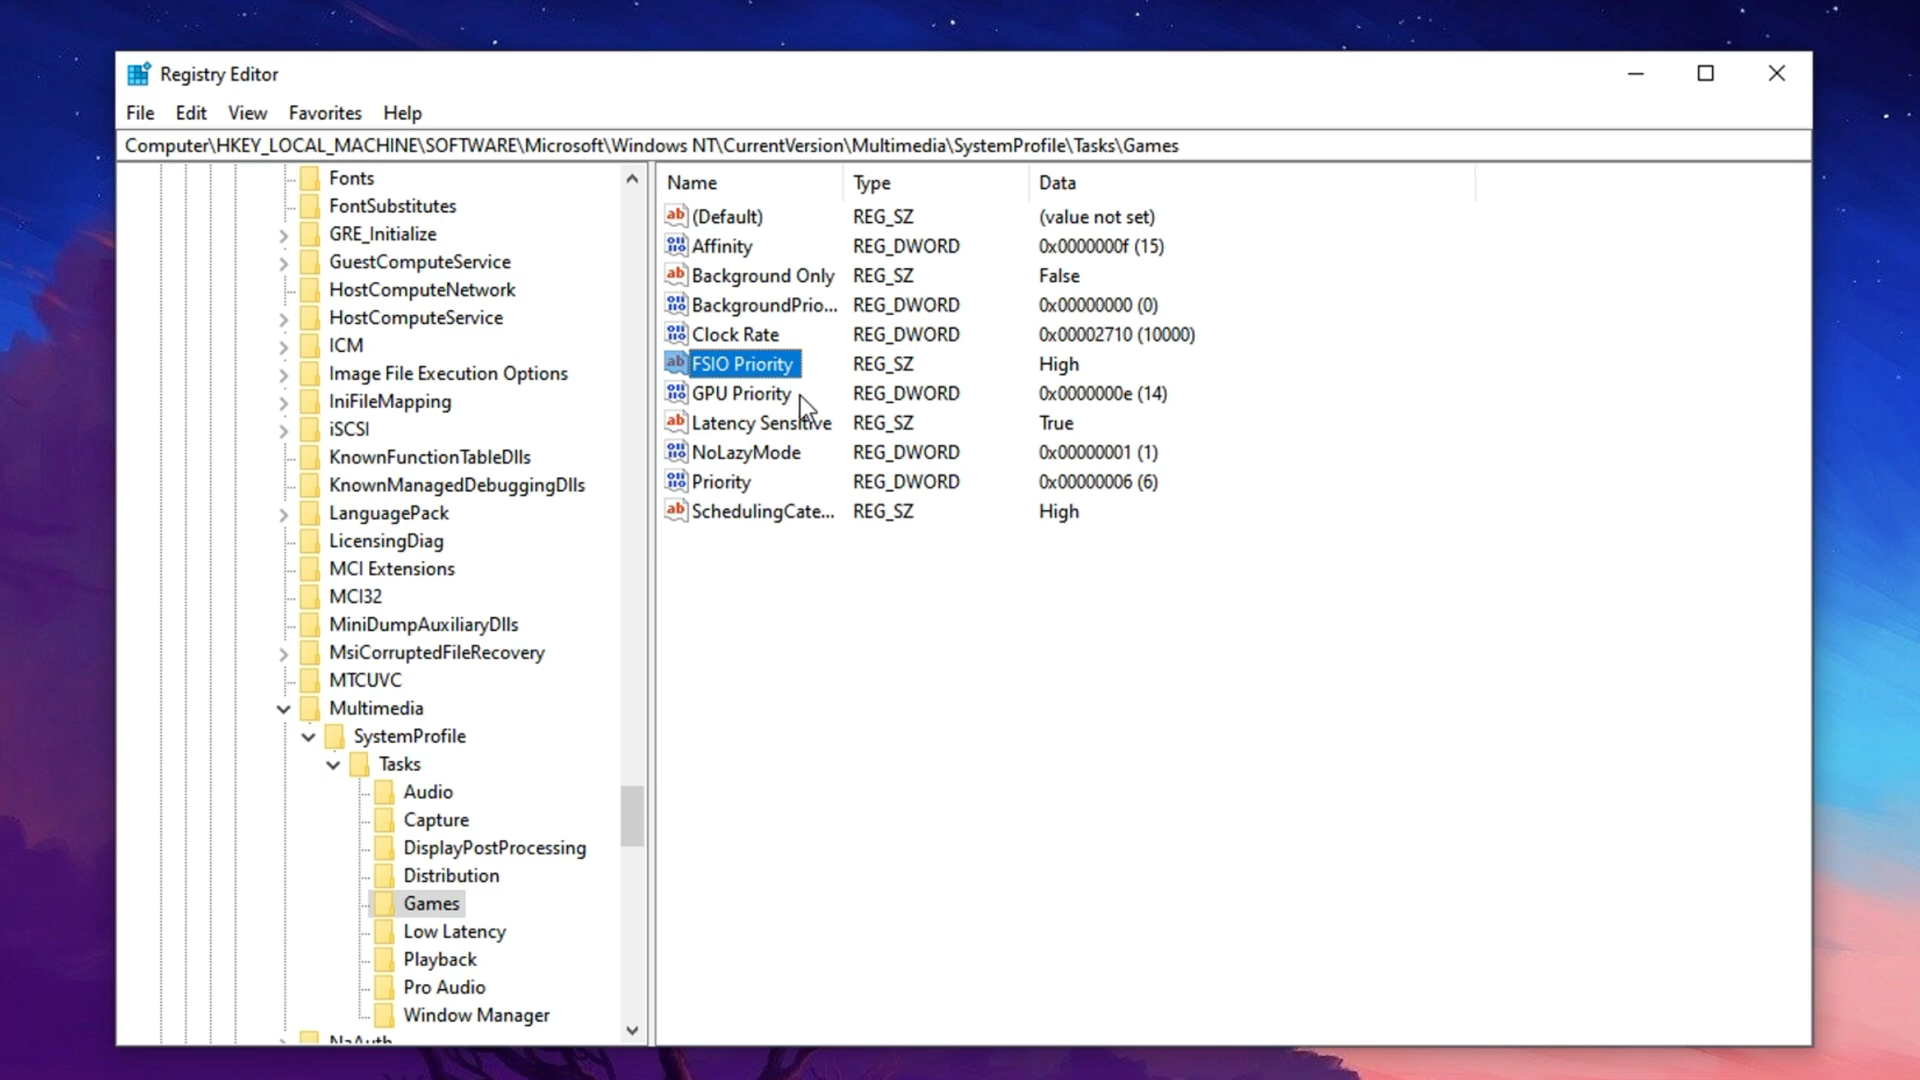 Registry Editor
File Edit View Favorites Help
Computer\HKEY_LOCAL_MACHINE\SOFTWARE\Microsoft\Windows NT\CurrentVersion\Multimedia\SystemProfile\Tasks\Games
Fonts
FontSubstitutes
GRE_Initialize
GuestComputeService
HostComputeNetwork
HostComputeService
ICM
Image File Execution Options
IniFileMapping
iSCSI
KnownFunctionTableDlls
KnownManagedDebuggingDlls
LanguagePack
LicensingDiag
MCI Extensions
MCI32
MiniDumpAuxiliaryDlls
MsiCorruptedFileRecovery
MTCUVC
Multimedia
SystemProfile
Tasks
Audio
Capture
DisplayPostProcessing
Distribution
Games
Low Latency
Playback
Pro Audio
Window Manager
NaAuth
Name Type Data
(Default) REG_SZ (value not set)
Affinity REG_DWORD 0x0000000f (15)
Background Only REG_SZ False
BackgroundPrio... REG_DWORD 0x00000000 (0)
Clock Rate REG_DWORD 0x00002710 (10000)
FSIO Priority REG_SZ High
GPU Priority REG_DWORD 0x0000000e (14)
Latency Sensitive REG_SZ True
NoLazyMode REG_DWORD 0x00000001 (1)
Priority REG_DWORD 0x00000006 (6)
SchedulingCate... REG_SZ High